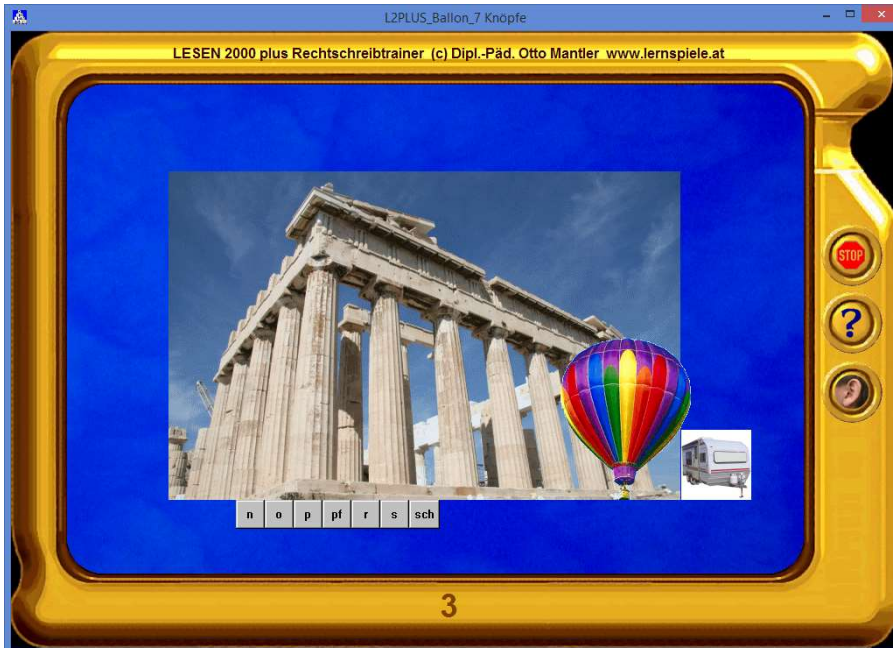 L2PLUS_Ballon_7 Knöpfe
LESEN 2000 plus Rechtschreibtrainer (c) Dipl.-Päd. Otto Mantler www.lernspiele.at
STOP
?
n o p pf r s sch
3